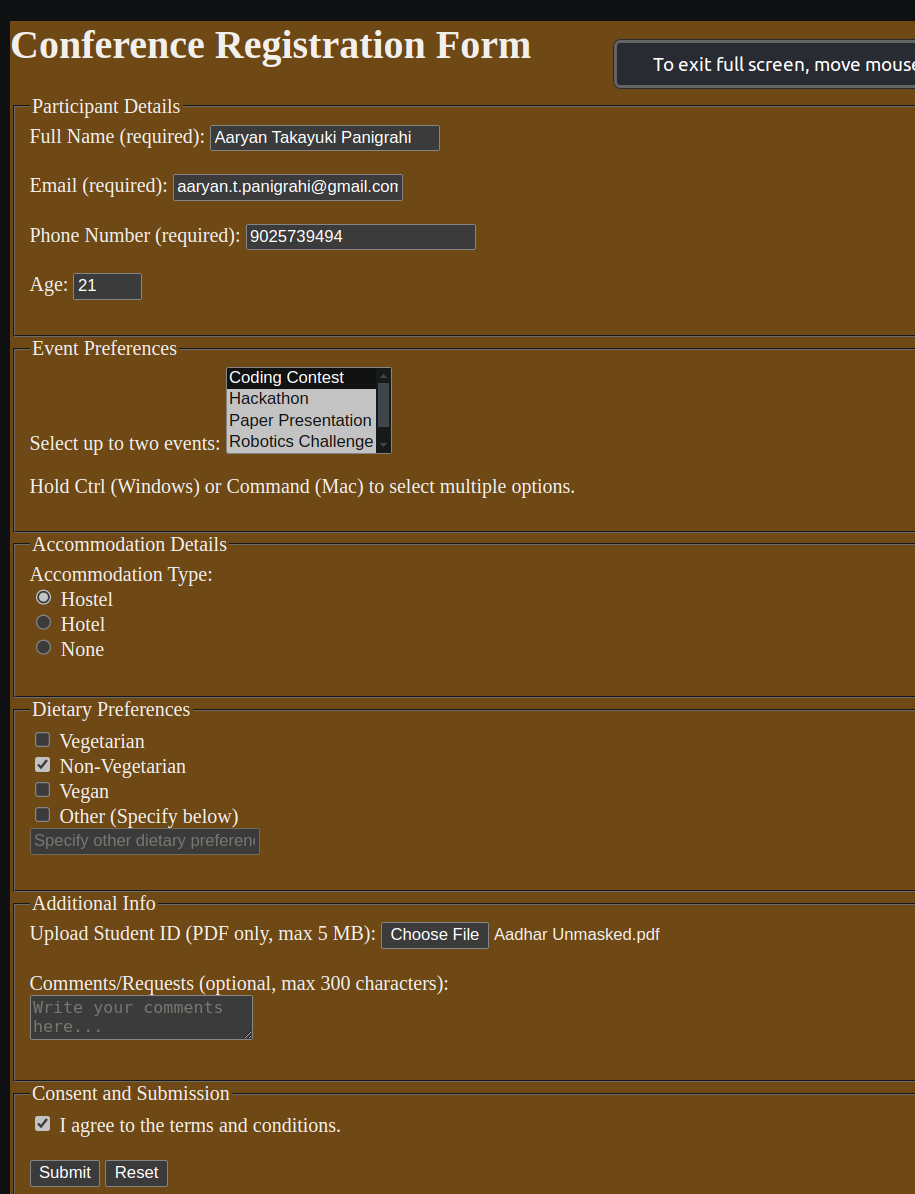 Conference Registration Form
To exit full screen, move mouse
Participant Details
Full Name (required): Aaryan Takayuki Panigrahi
Email (required): aaryan.t.panigrahi@gmail.com
Phone Number (required): 9025739494
Age: 21
Event Preferences
Coding Contest
Hackathon
Paper Presentation
Select up to two events: Robotics Challenge
Hold Ctrl (Windows) or Command (Mac) to select multiple options.
Accommodation Details
Accommodation Type:
Hostel
Hotel
None
Dietary Preferences
Vegetarian
Non-Vegetarian
Vegan
Other (Specify below)
Specify other dietary preferenc
Additional Info
Upload Student ID (PDF only, max 5 MB): Choose File Aadhar Unmasked.pdf
Comments/Requests (optional, max 300 characters):
Write your comments
here...
Consent and Submission
I agree to the terms and conditions.
Submit Reset